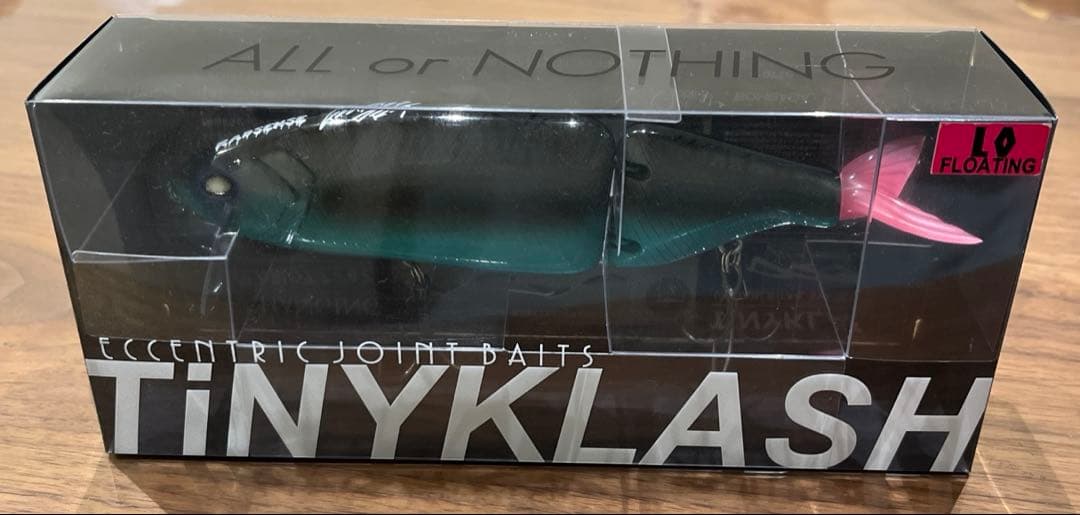 ALL or NOTHING
LO
FLOATING
ECCENTRIC JOINT BAITS
TiNYKLASH